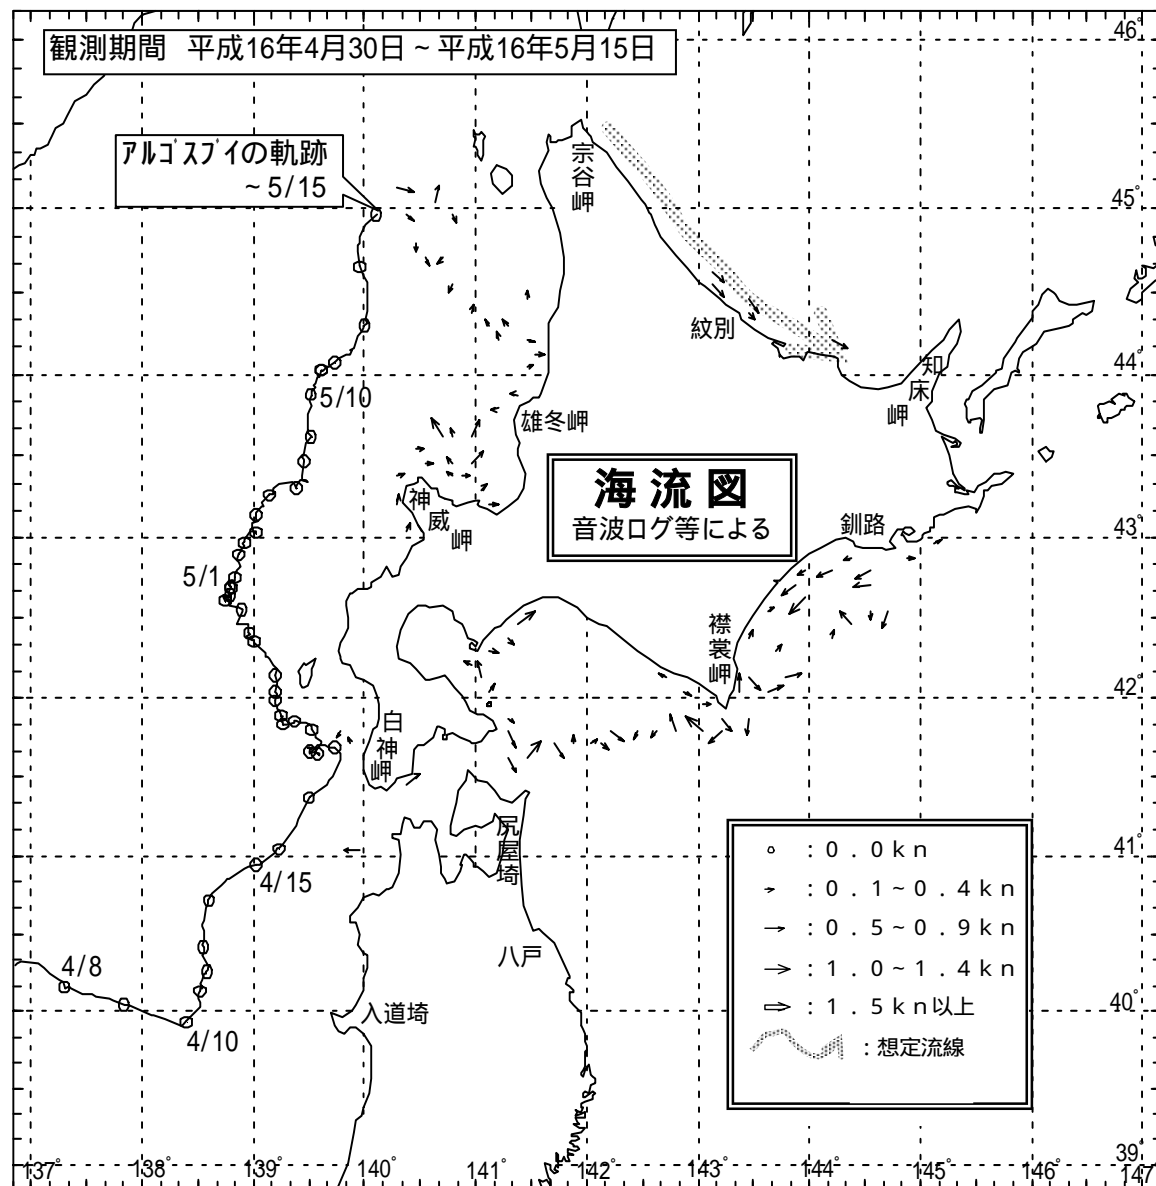 観測期間 平成16年4月30日～平成16年5月15日
ｱﾙｺﾞｽﾌﾞｲの軌跡
～5/15
宗谷岬
紋別
知床岬
5/10
雄冬岬
海流図
音波ログ等による
神威岬
釧路
5/1
襟裳岬
白神岬
尻屋埼
4/15
八戸
4/8
入道埼
4/10
：0.0kn
：0.1～0.4kn
：0.5～0.9kn
：1.0～1.4kn
：1.5kn以上
：想定流線
46°
45°
44°
43°
42°
41°
40°
39°
137° 138° 139° 140° 141° 142° 143° 144° 145° 146° 147°